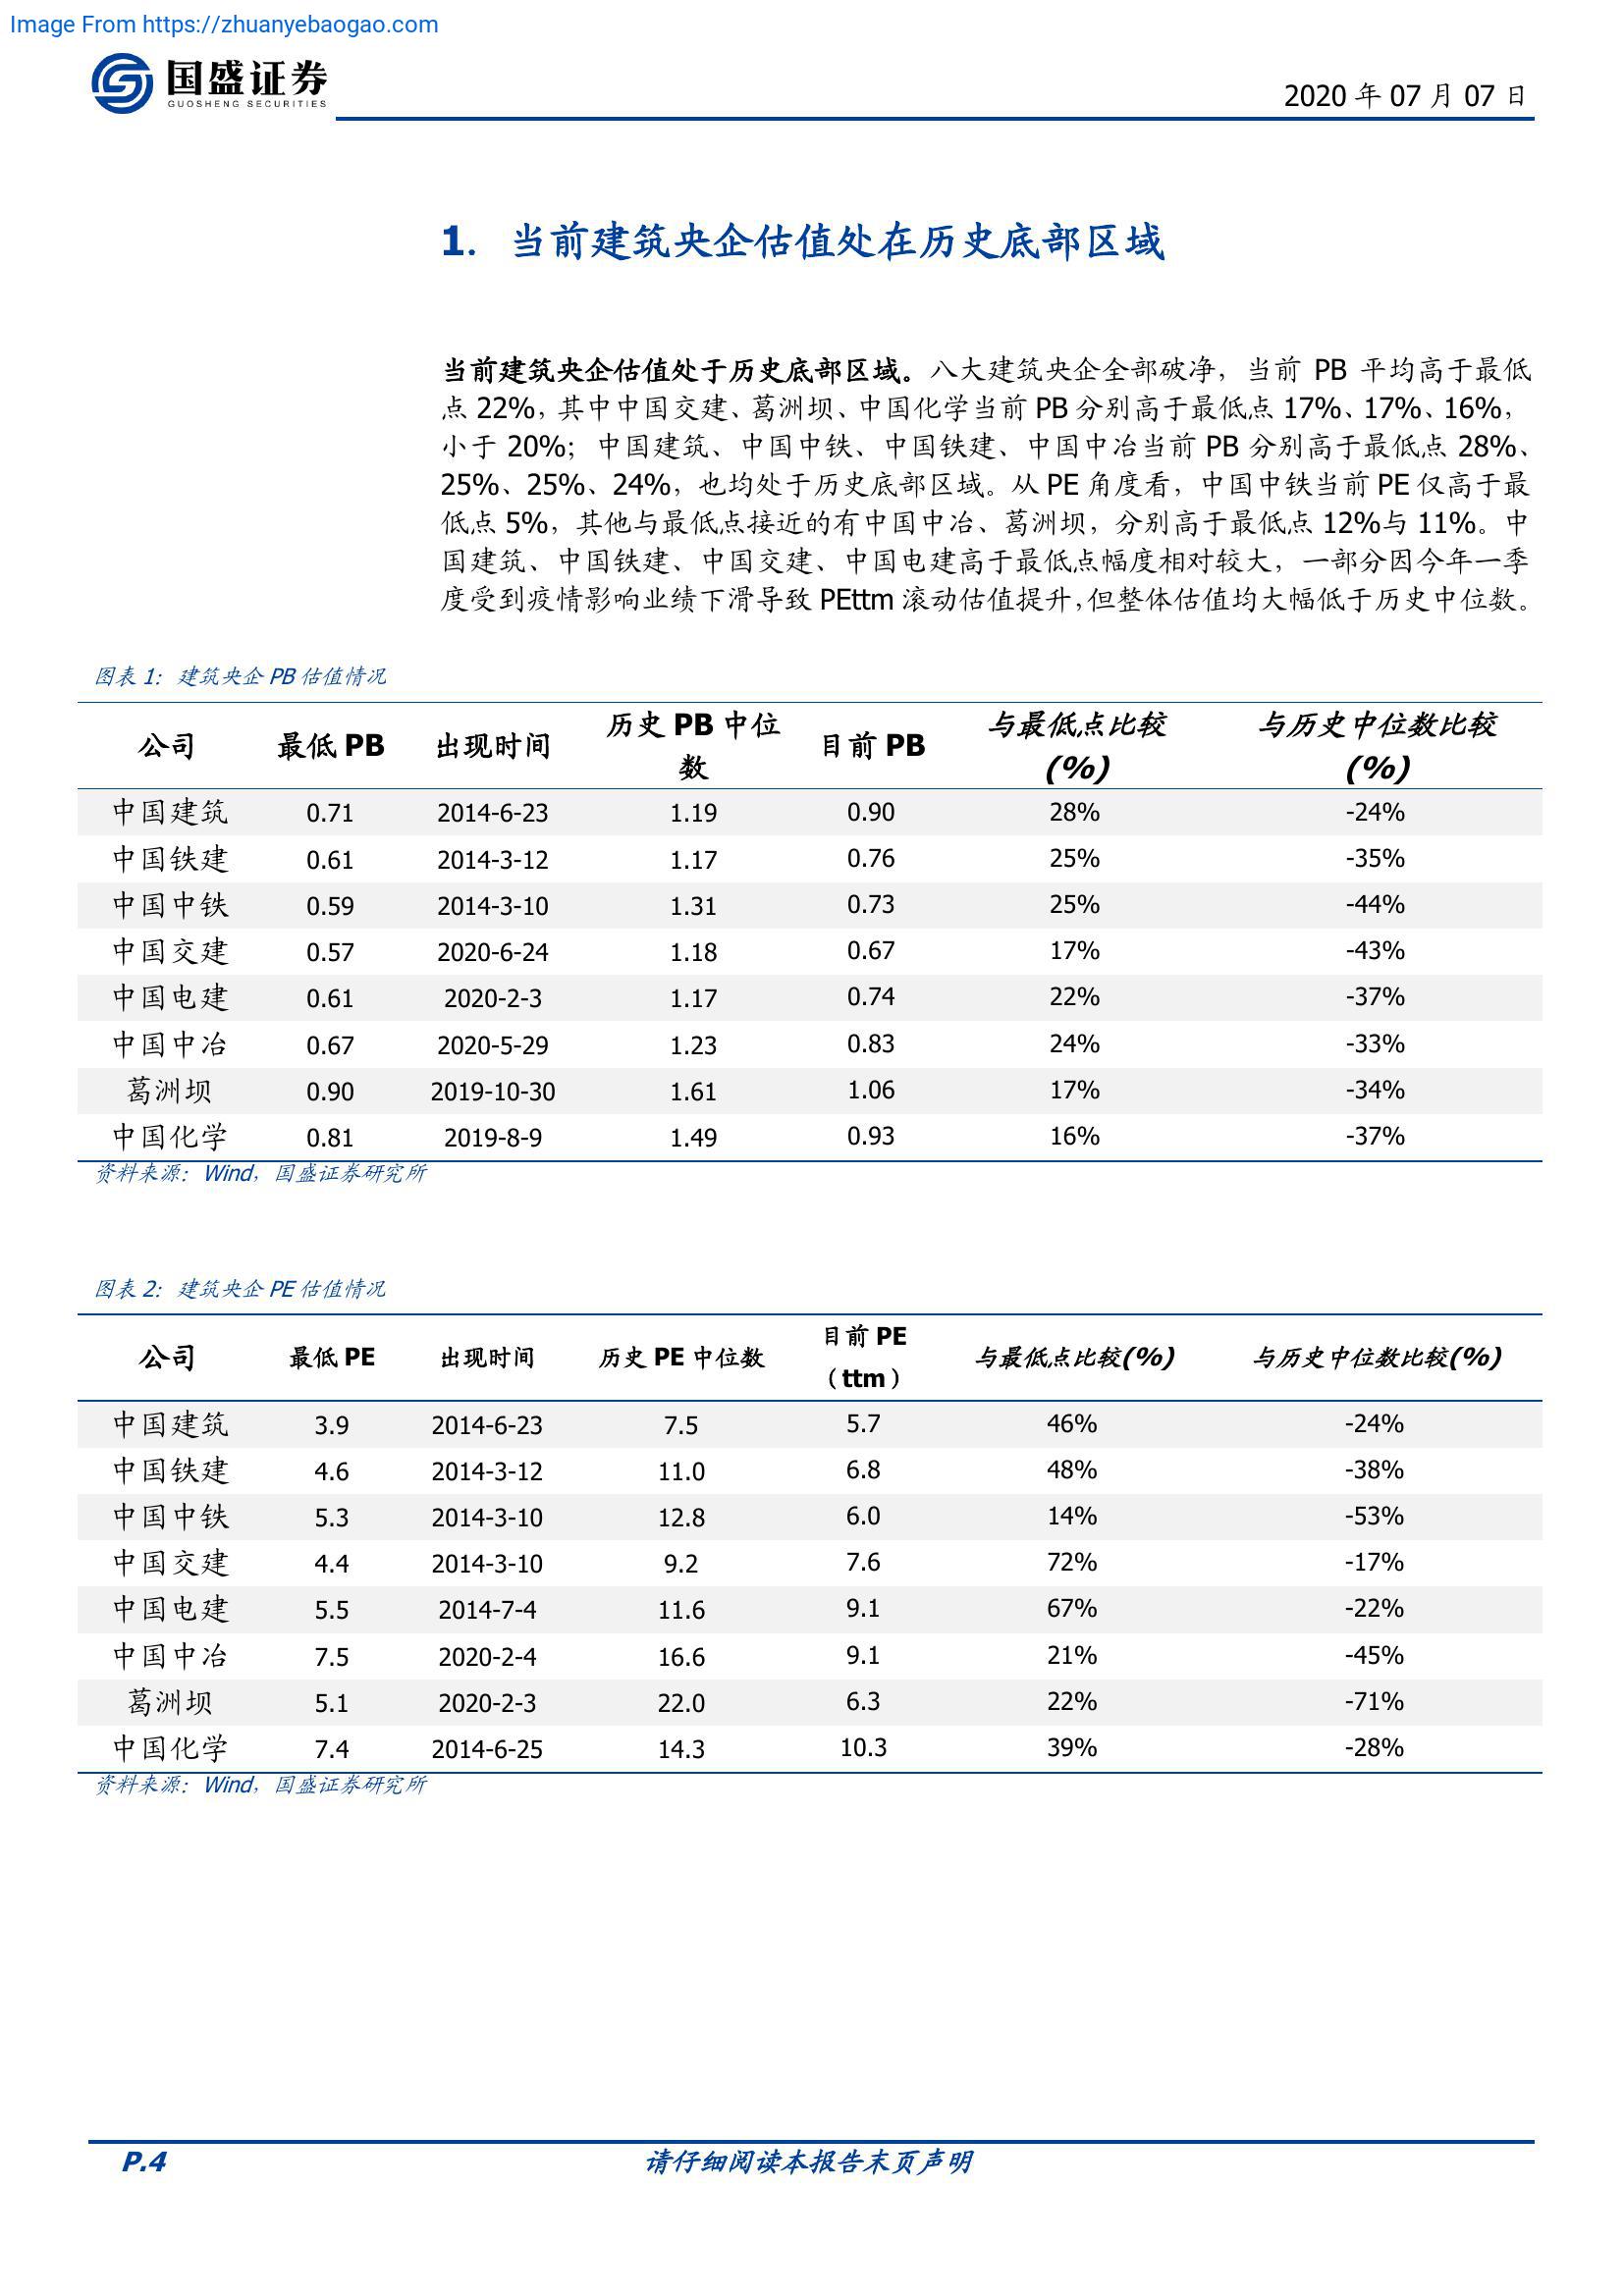 Image From https://zhuanyebaogao.com
国盛证券
GUOSHENG SECURITIES
2020 年 07 月 07 日
1. 当前建筑央企估值处在历史底部区域
当前建筑央企估值处于历史底部区域。八大建筑央企全部破净，当前 PB 平均高于最低
点 22%，其中中国交建、葛洲坝、中国化学当前 PB 分别高于最低点 17%、17%、16%，
小于 20%；中国建筑、中国中铁、中国铁建、中国中冶当前 PB 分别高于最低点 28%、
25%、25%、24%，也均处于历史底部区域。从 PE 角度看，中国中铁当前 PE 仅高于最
低点 5%，其他与最低点接近的有中国中冶、葛洲坝，分别高于最低点 12%与 11%。中
国建筑、中国铁建、中国交建、中国电建高于最低点幅度相对较大，一部分因今年一季
度受到疫情影响业绩下滑导致 PEttm 滚动估值提升，但整体估值均大幅低于历史中位数。
图表 1：建筑央企 PB 估值情况
公司 最低 PB 出现时间 历史 PB 中位数 目前 PB 与最低点比较(%) 与历史中位数比较(%)
中国建筑 0.71 2014-6-23 1.19 0.90 28% -24%
中国铁建 0.61 2014-3-12 1.17 0.76 25% -35%
中国中铁 0.59 2014-3-10 1.31 0.73 25% -44%
中国交建 0.57 2020-6-24 1.18 0.67 17% -43%
中国电建 0.61 2020-2-3 1.17 0.74 22% -37%
中国中冶 0.67 2020-5-29 1.23 0.83 24% -33%
葛洲坝 0.90 2019-10-30 1.61 1.06 17% -34%
中国化学 0.81 2019-8-9 1.49 0.93 16% -37%
资料来源：Wind，国盛证券研究所
图表 2：建筑央企 PE 估值情况
公司 最低 PE 出现时间 历史 PE 中位数 目前 PE（ttm） 与最低点比较(%) 与历史中位数比较(%)
中国建筑 3.9 2014-6-23 7.5 5.7 46% -24%
中国铁建 4.6 2014-3-12 11.0 6.8 48% -38%
中国中铁 5.3 2014-3-10 12.8 6.0 14% -53%
中国交建 4.4 2014-3-10 9.2 7.6 72% -17%
中国电建 5.5 2014-7-4 11.6 9.1 67% -22%
中国中冶 7.5 2020-2-4 16.6 9.1 21% -45%
葛洲坝 5.1 2020-2-3 22.0 6.3 22% -71%
中国化学 7.4 2014-6-25 14.3 10.3 39% -28%
资料来源：Wind，国盛证券研究所
P.4
请仔细阅读本报告末页声明